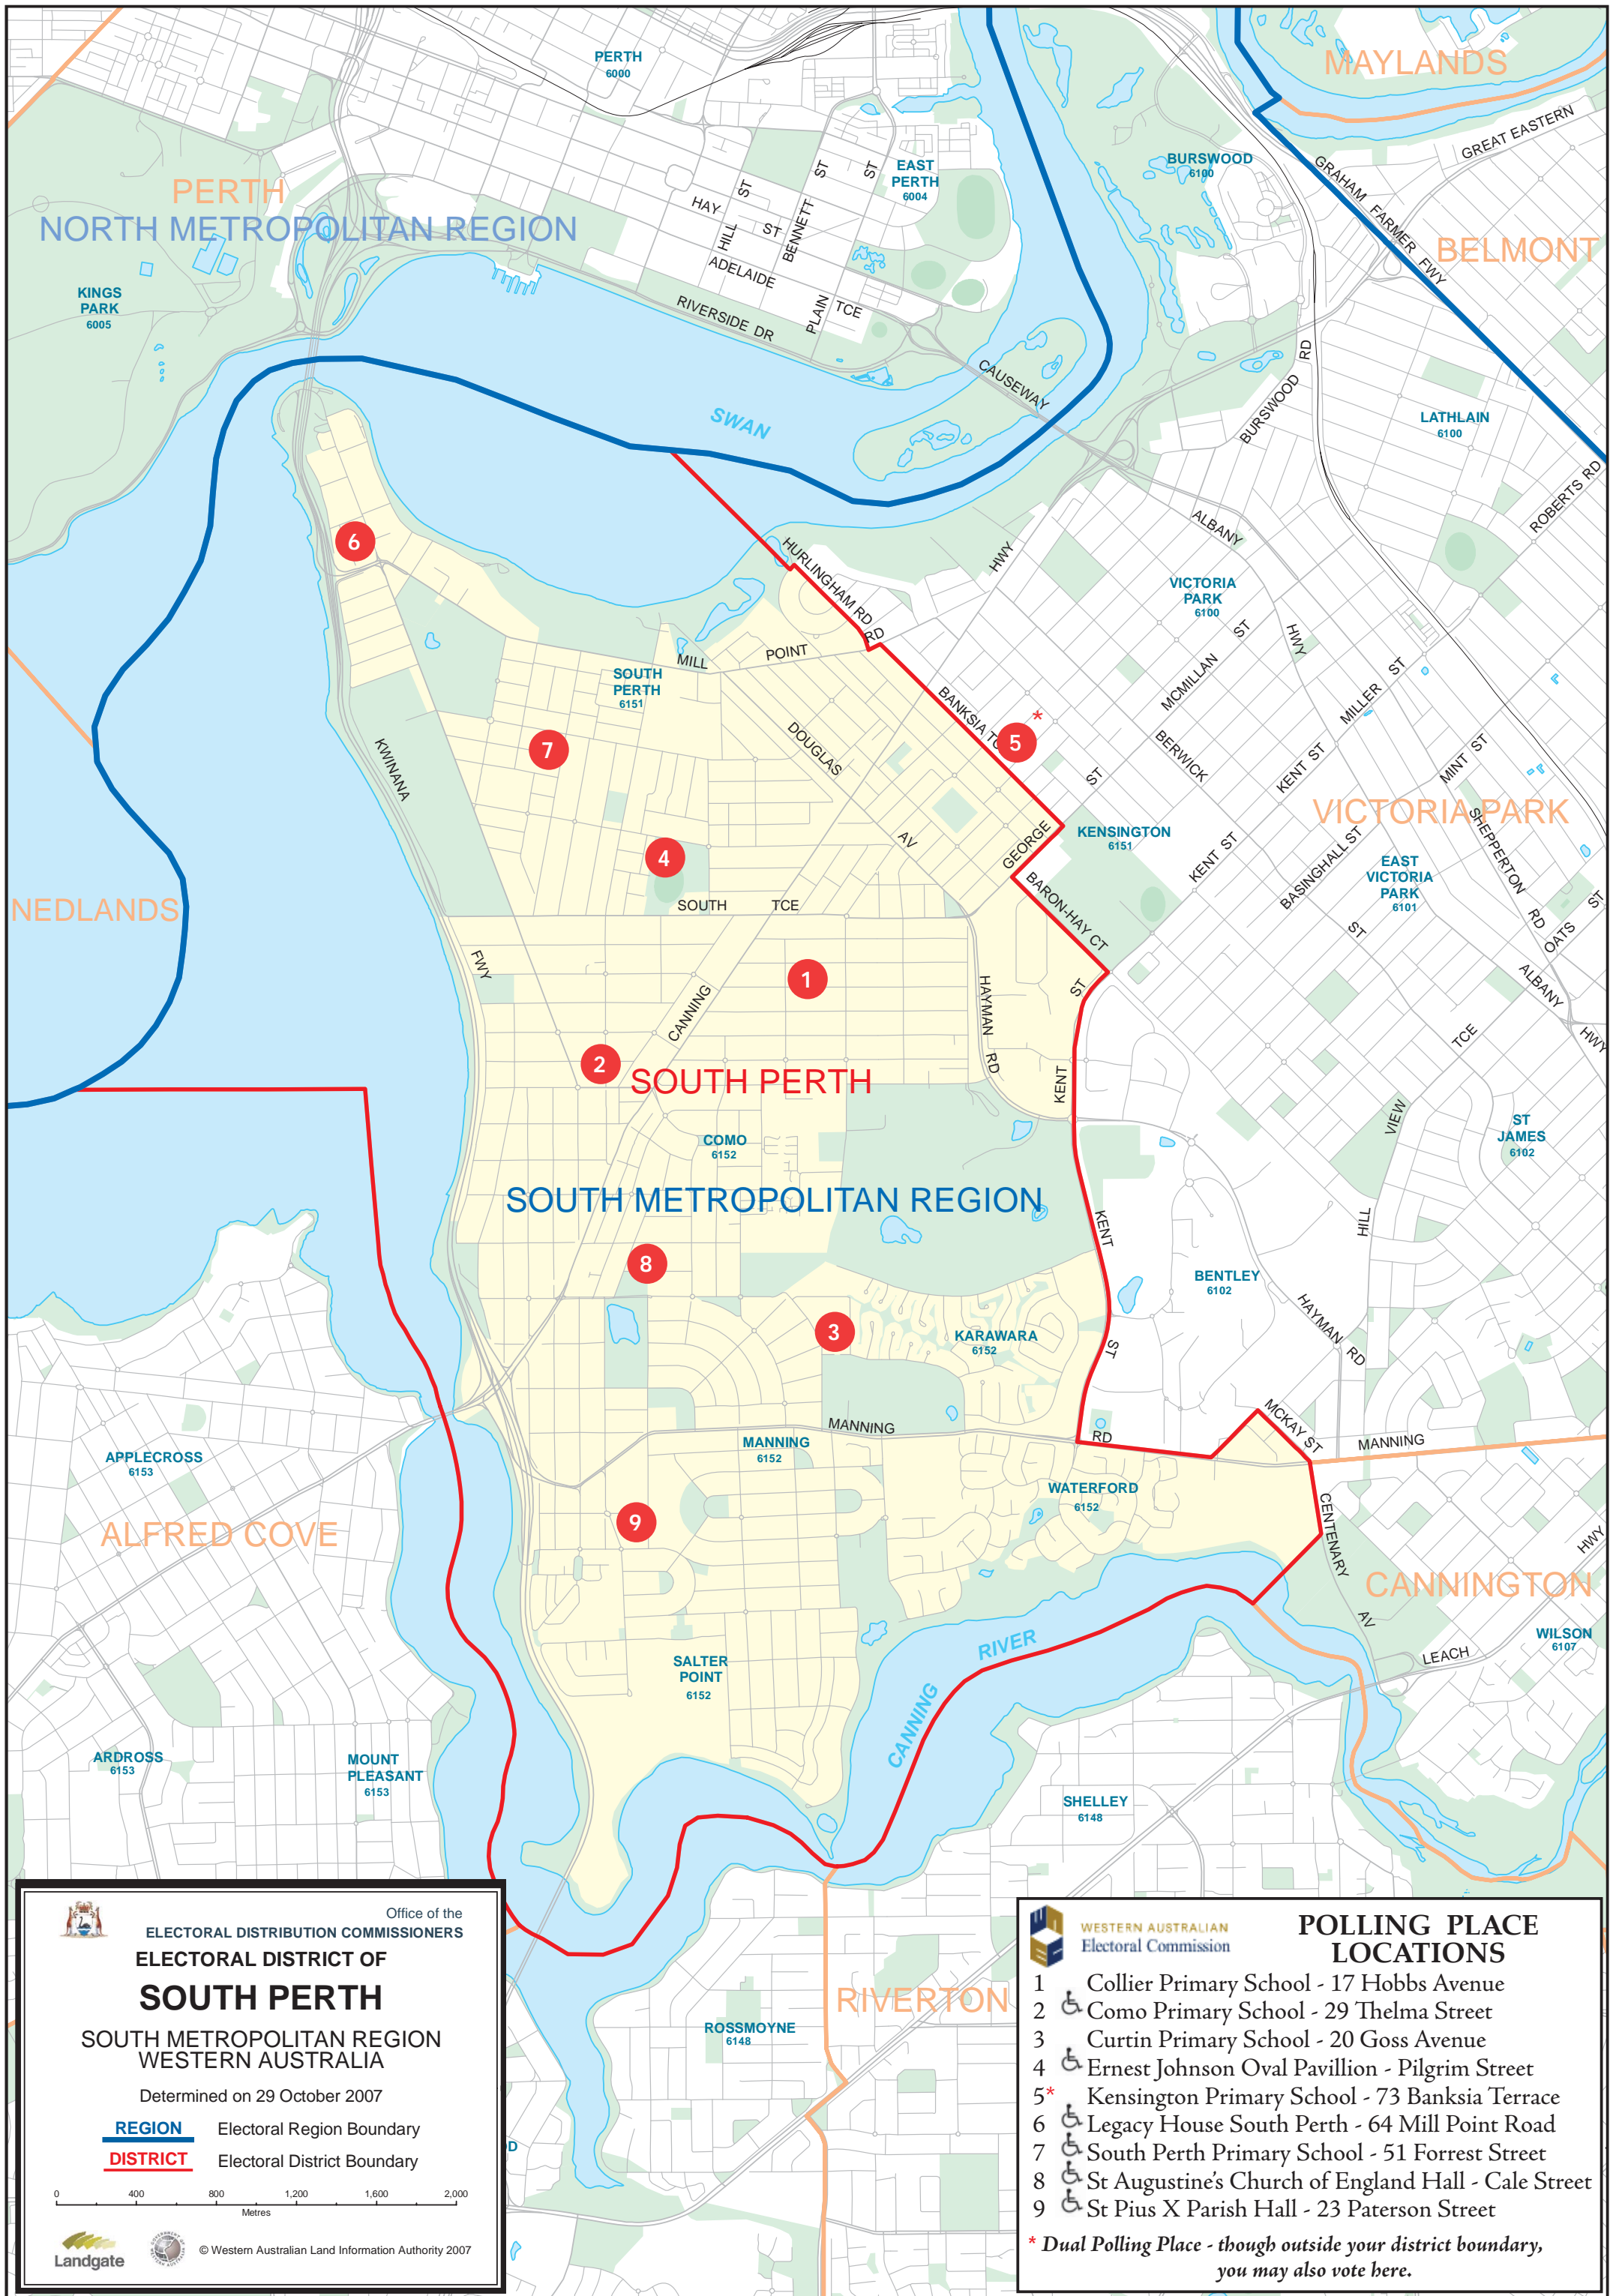 PERTH
6000
MAYLANDS
GREAT EASTERN
BURSWOOD
6100
EAST
PERTH
6004
GRAHAM FARMER FWY
PERTH
NORTH METROPOLITAN REGION
BELMONT
HAY ST
HILL ST
BENNETT ST
PLAIN ST
ADELAIDE TCE
RIVERSIDE DR
KINGS
PARK
6005
CAUSEWAY
BURSWOOD RD
SWAN
LATHLAIN
6100
ROBERTS RD
6
HURLINGHAM RD
RD
HWY
ALBANY
HWY
VICTORIA
PARK
6100
MILL POINT
SOUTH
PERTH
6151
MCMILLAN ST
MILLER ST
BANKSIA TC
*
5
7
KWINANA
DOUGLAS
AV
BERWICK
ST
KENT ST
MINT ST
VICTORIA PARK
SHEPPERTON RD
KENSINGTON
6151
GEORGE
ST
4
KENT ST
BASINGHALL ST
EAST
VICTORIA
PARK
6101
NEDLANDS
SOUTH TCE
BARON-HAY CT
OATS ST
FWY
1
CANNING
HAYMAN RD
ST
KENT
ALBANY
HWY
TCE
VIEW
HILL
2
SOUTH PERTH
COMO
6152
ST
JAMES
6102
SOUTH METROPOLITAN REGION
KENT
ST
8
BENTLEY
6102
HAYMAN RD
3
KARAWARA
6152
MCKAY ST
MANNING
MANNING
RD
MANNING
6152
APPLECROSS
6153
WATERFORD
6152
CENTENARY
AV
ALFRED COVE
9
HWY
CANNINGTON
WILSON
6107
LEACH
RIVER
CANNING
SALTER
POINT
6152
ARDROSS
6153
MOUNT
PLEASANT
6153
SHELLEY
6148
RIVERTON
ROSSMOYNE
6148
OD
Office of the
ELECTORAL DISTRIBUTION COMMISSIONERS
ELECTORAL DISTRICT OF
SOUTH PERTH
SOUTH METROPOLITAN REGION
WESTERN AUSTRALIA
Determined on 29 October 2007
REGION Electoral Region Boundary
DISTRICT Electoral District Boundary
0 400 800 1,200 1,600 2,000
Metres
Landgate
© Western Australian Land Information Authority 2007
WESTERN AUSTRALIAN
Electoral Commission
POLLING PLACE
LOCATIONS
1 Collier Primary School - 17 Hobbs Avenue
2 Como Primary School - 29 Thelma Street
3 Curtin Primary School - 20 Goss Avenue
4 Ernest Johnson Oval Pavillion - Pilgrim Street
5* Kensington Primary School - 73 Banksia Terrace
6 Legacy House South Perth - 64 Mill Point Road
7 South Perth Primary School - 51 Forrest Street
8 St Augustine's Church of England Hall - Cale Street
9 St Pius X Parish Hall - 23 Paterson Street
* Dual Polling Place - though outside your district boundary,
you may also vote here.